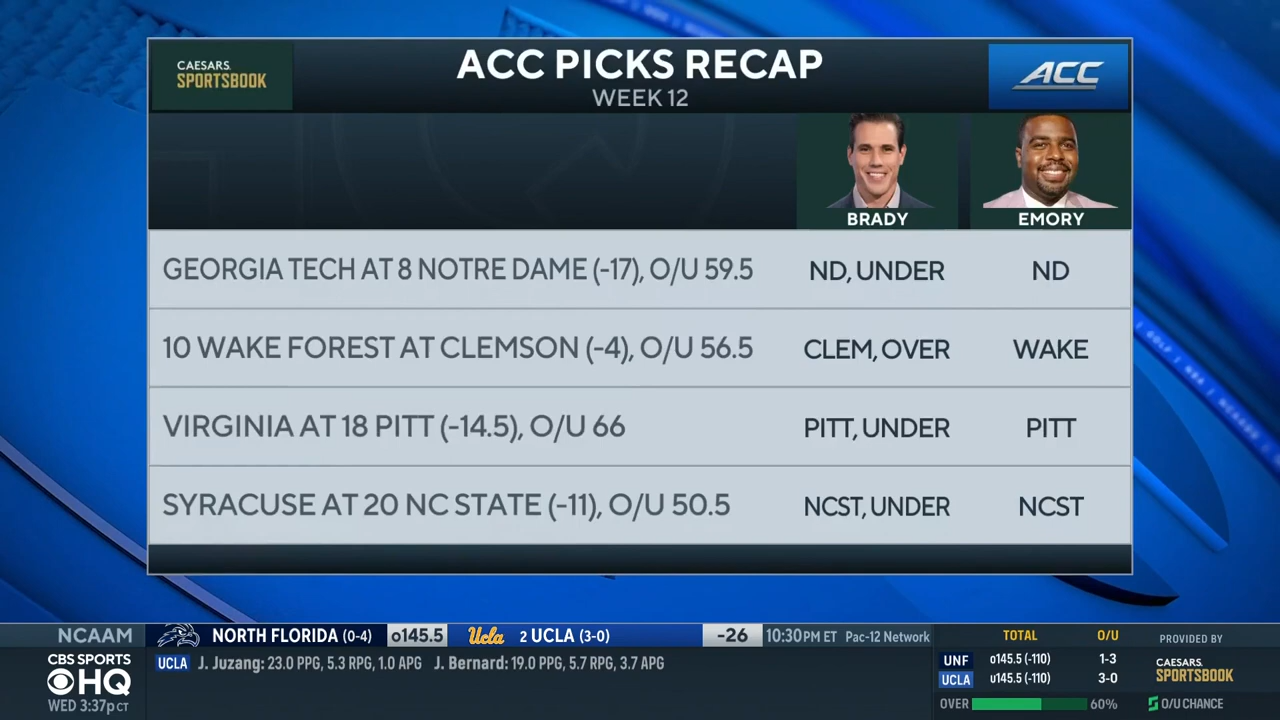 CAESARS
SPORTSBOOK
ACC PICKS RECAP
WEEK 12
ACC
BRADY
EMORY
GEORGIA TECH AT 8 NOTRE DAME (-17), O/U 59.5
ND, UNDER
ND
10 WAKE FOREST AT CLEMSON (-4), O/U 56.5
CLEM, OVER
WAKE
VIRGINIA AT 18 PITT (-14.5), O/U 66
PITT, UNDER
PITT
SYRACUSE AT 20 NC STATE (-11), O/U 50.5
NCST, UNDER
NCST
NCAAM
NORTH FLORIDA (0-4)
o145.5
Ucla
2 UCLA (3-0)
-26
10:30PM ET Pac-12 Network
CBS SPORTS
HQ
WED 3:37p CT
UCLA J. Juzang: 23.0 PPG, 5.3 RPG, 1.0 APG J. Bernard: 19.0 PPG, 5.7 RPG, 3.7 APG
TOTAL O/U
UNF o145.5 (-110) 1-3
UCLA u145.5 (-110) 3-0
OVER 60% O/U CHANCE
PROVIDED BY
CAESARS
SPORTSBOOK